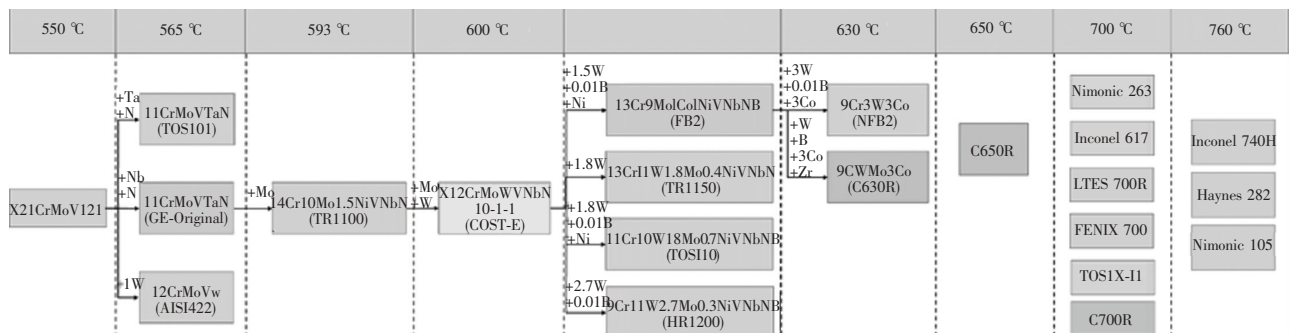 550 ℃
565 ℃
593 ℃
600 ℃
630 ℃
650 ℃
700 ℃
760 ℃
X21CrMoV121
+Ta
+N
11CrMoVTaN
(TOS101)
+Nb
+N
11CrMoVTaN
(GE-Original)
+1W
12CrMoVw
(AISI422)
+Mo
14Cr10Mo1.5NiVNbN
(TR1100)
+Mo
+W
X12CrMoWVNbN
10-1-1
(COST-E)
+1.5W
+0.01B
+Ni
13Cr9MolColNiVNbNB
(FB2)
+1.8W
13CrI1W1.8Mo0.4NiVNbN
(TR1150)
+1.8W
+0.01B
+Ni
11Cr10W18Mo0.7NiVNbNB
(TOSI10)
+2.7W
+0.01B
9Cr11W2.7Mo0.3NiVNbNB
(HR1200)
+3W
+0.01B
+3Co
9Cr3W3Co
(NFB2)
+W
+B
+3Co
+Zr
9CWMo3Co
(C630R)
C650R
Nimonic 263
Inconel 617
LTES 700R
FENIX 700
TOS1X-I1
C700R
Inconel 740H
Haynes 282
Nimonic 105